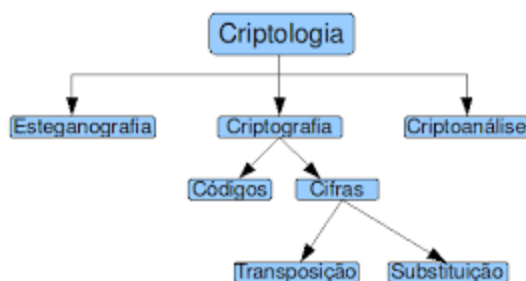 Criptologia
Esteganografia
Criptografia
Criptoanálise
Códigos
Cifras
Transposição
Substituição